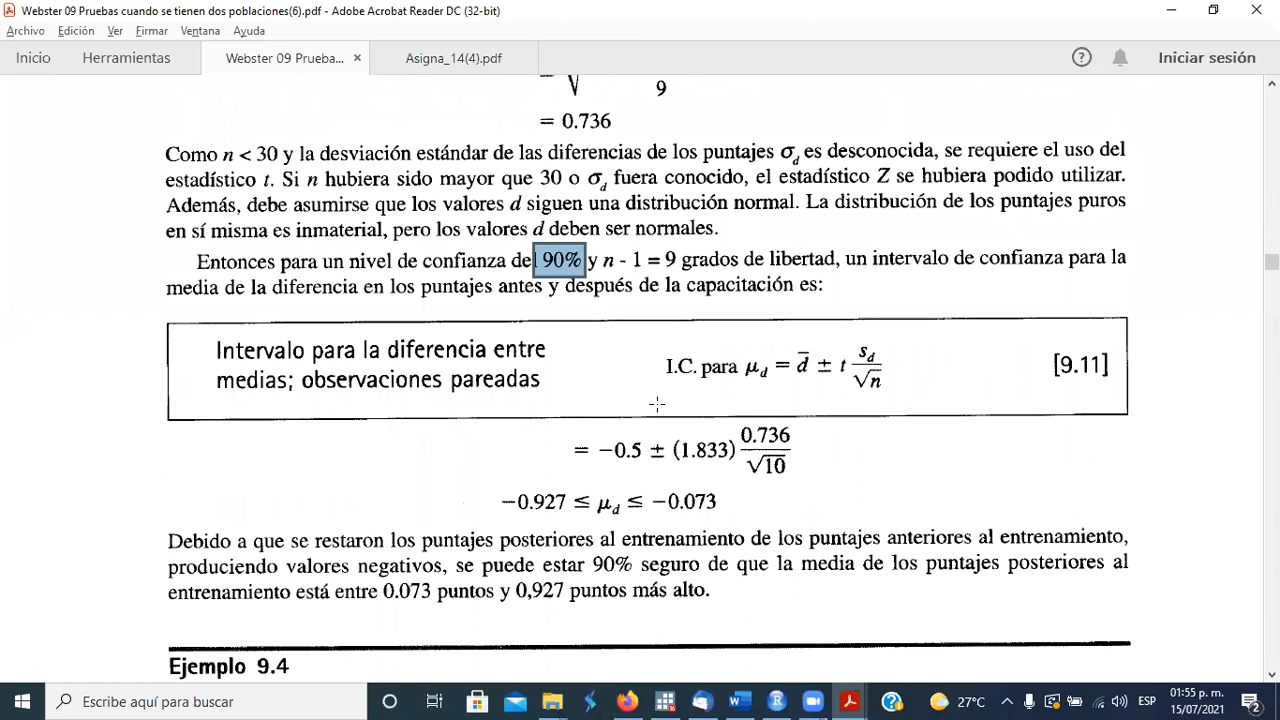 Webster 09 Pruebas cuando se tienen dos poblaciones(6).pdf - Adobe Acrobat Reader DC (32-bit)
Archivo Edición Ver Firmar Ventana Ayuda
Inicio Herramientas Webster 09 Prueba... × Asigna_14(4).pdf Iniciar sesión
= √ 9
= 0.736
Como n < 30 y la desviación estándar de las diferencias de los puntajes σd es desconocida, se requiere el uso del
estadístico t. Si n hubiera sido mayor que 30 o σd fuera conocido, el estadístico Z se hubiera podido utilizar.
Además, debe asumirse que los valores d siguen una distribución normal. La distribución de los puntajes puros
en sí misma es inmaterial, pero los valores d deben ser normales.
Entonces para un nivel de confianza del 90% y n - 1 = 9 grados de libertad, un intervalo de confianza para la
media de la diferencia en los puntajes antes y después de la capacitación es:
Intervalo para la diferencia entre
medias; observaciones pareadas
I.C. para μd = d̄ ± t sd/√n [9.11]
= −0.5 ± (1.833) 0.736/√10
−0.927 ≤ μd ≤ −0.073
Debido a que se restaron los puntajes posteriores al entrenamiento de los puntajes anteriores al entrenamiento,
produciendo valores negativos, se puede estar 90% seguro de que la media de los puntajes posteriores al
entrenamiento está entre 0.073 puntos y 0,927 puntos más alto.
Ejemplo 9.4
Escribe aquí para buscar
27°C ESP 01:55 p. m.
15/07/2021
2